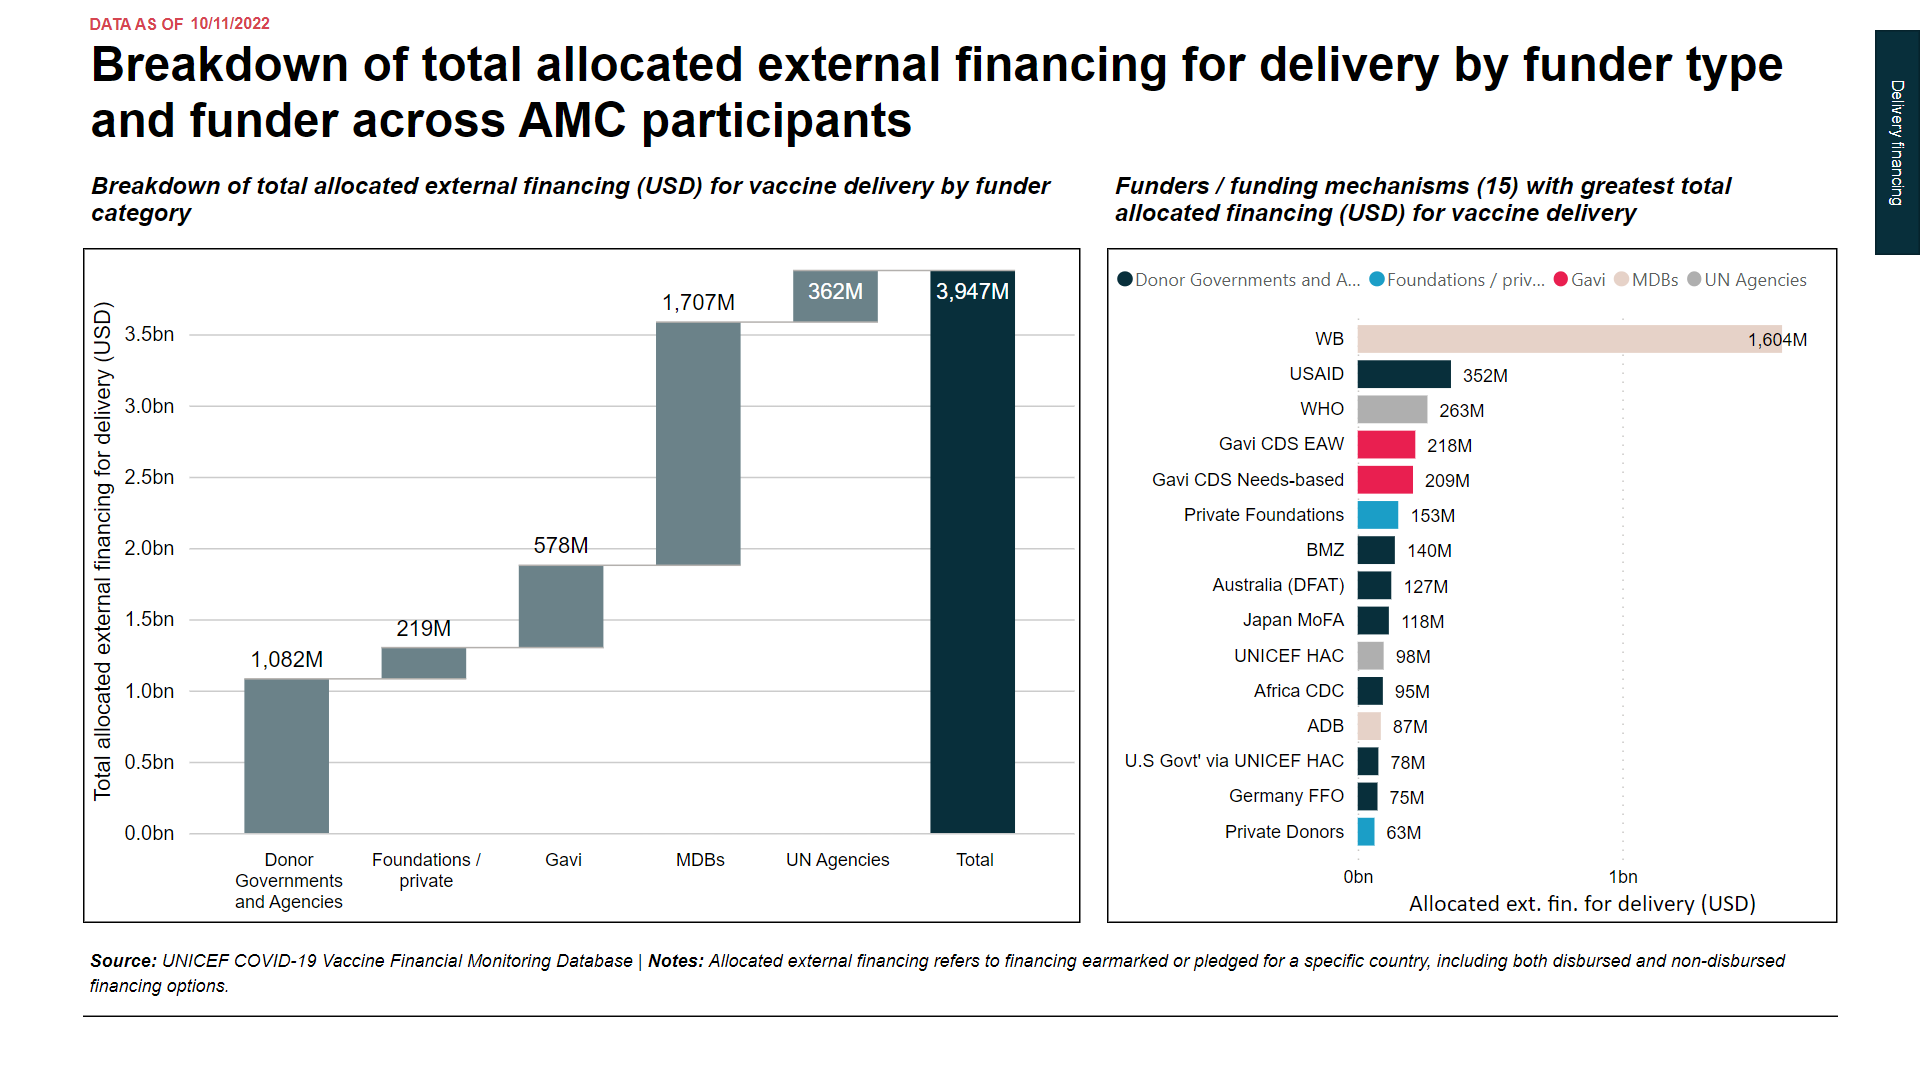 DATA AS OF 10/11/2022
Breakdown of total allocated external financing for delivery by funder type
and funder across AMC participants
Delivery financing
Breakdown of total allocated external financing (USD) for vaccine delivery by funder
category
Total allocated external financing for delivery (USD)
3.5bn
3.0bn
2.5bn
2.0bn
1.5bn
1.0bn
0.5bn
0.0bn
1,082M
219M
578M
1,707M
362M
3,947M
Donor
Governments
and Agencies
Foundations /
private
Gavi
MDBs
UN Agencies
Total
Funders / funding mechanisms (15) with greatest total
allocated financing (USD) for vaccine delivery
Donor Governments and A... Foundations / priv... Gavi MDBs UN Agencies
WB 1,604M
USAID 352M
WHO 263M
Gavi CDS EAW 218M
Gavi CDS Needs-based 209M
Private Foundations 153M
BMZ 140M
Australia (DFAT) 127M
Japan MoFA 118M
UNICEF HAC 98M
Africa CDC 95M
ADB 87M
U.S Govt' via UNICEF HAC 78M
Germany FFO 75M
Private Donors 63M
0bn 1bn
Allocated ext. fin. for delivery (USD)
Source: UNICEF COVID-19 Vaccine Financial Monitoring Database | Notes: Allocated external financing refers to financing earmarked or pledged for a specific country, including both disbursed and non-disbursed
financing options.